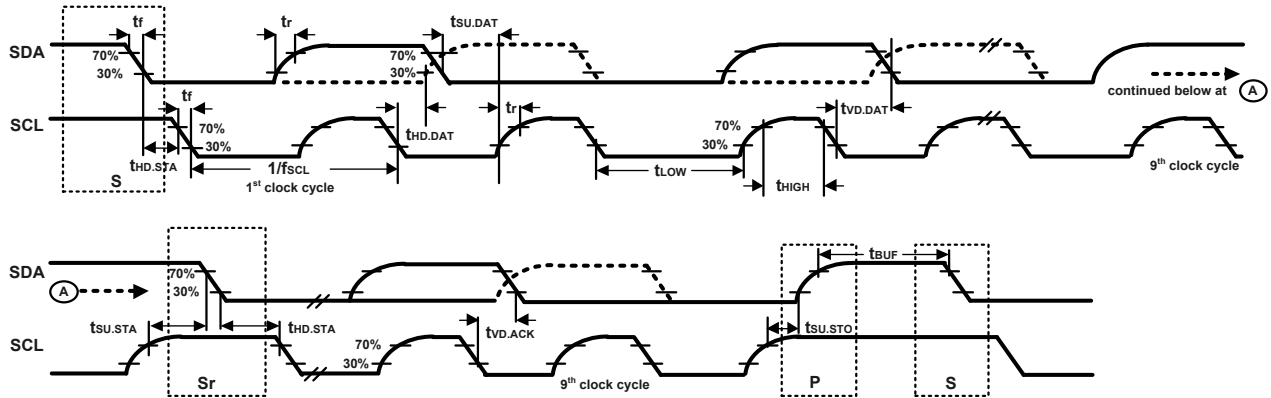 tf
tr
tSU.DAT
SDA
70%
30%
70%
30%
continued below at A
tf
tHD.DAT
tr
tVD.DAT
SCL
70%
30%
70%
30%
tHD.STA
1/fSCL
tLOW
tHIGH
S
1st clock cycle
9th clock cycle
tBUF
SDA
70%
30%
A
tSU.STA
tHD.STA
tVD.ACK
tSU.STO
SCL
70%
30%
Sr
9th clock cycle
P
S